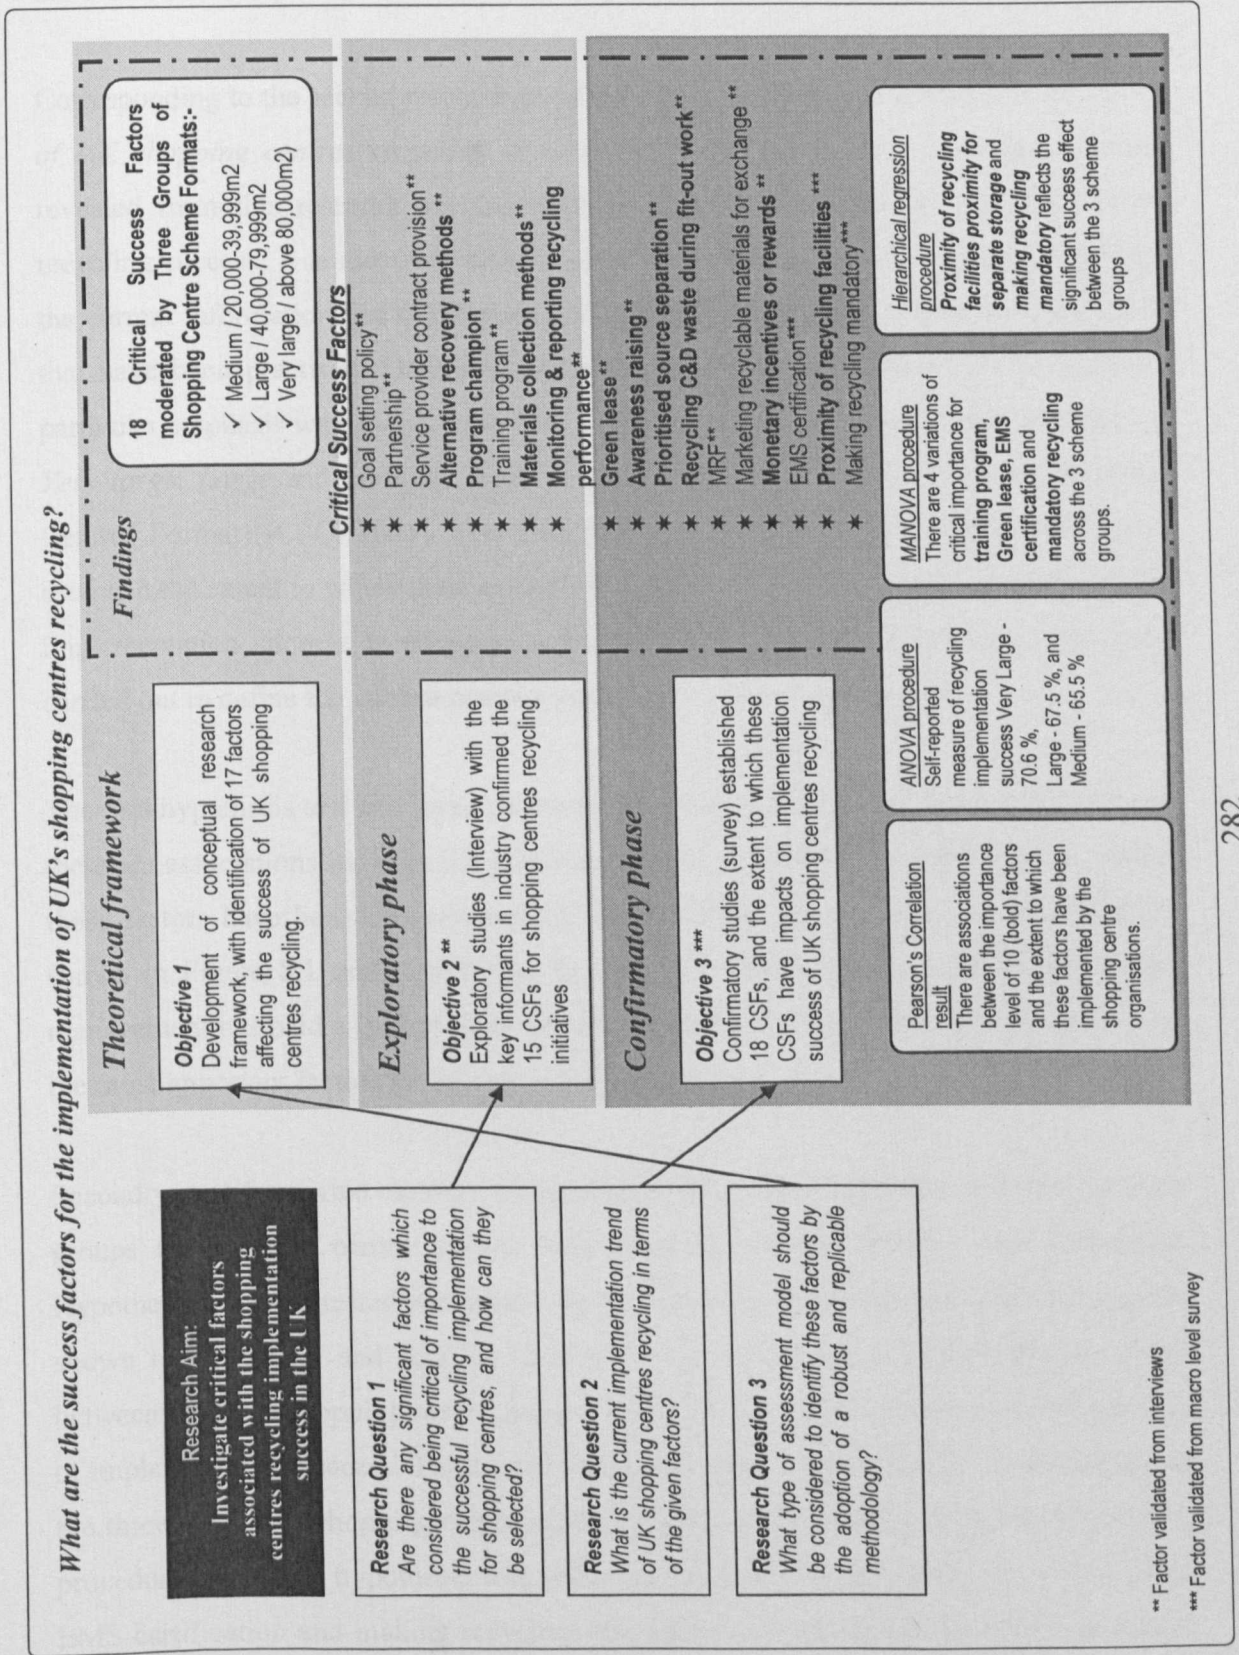 What are the success factors for the implementation of UK's shopping centres recycling?
Research Aim:
Investigate critical factors
associated with the shopping
centres recycling implementation
success in the UK
Research Question 1
Are there any significant factors which
considered being critical of importance to
the successful recycling implementation
for shopping centres, and how can they
be selected?
Research Question 2
What is the current implementation trend
of UK shopping centres recycling in terms
of the given factors?
Research Question 3
What type of assessment model should
be considered to identify these factors by
the adoption of a robust and replicable
methodology?
** Factor validated from interviews
*** Factor validated from macro level survey
Theoretical framework
Objective 1
Development of conceptual research
framework, with identification of 17 factors
affecting the success of UK shopping
centres recycling.
Exploratory phase
Objective 2 **
Exploratory studies (Interview) with the
key informants in industry confirmed the
15 CSFs for shopping centres recycling
initiatives
Confirmatory phase
Objective 3 ***
Confirmatory studies (survey) established
18 CSFs, and the extent to which these
CSFs have impacts on implementation
success of UK shopping centres recycling
Findings
18 Critical Success Factors
moderated by Three Groups of
Shopping Centre Scheme Formats:-
✓ Medium / 20,000-39,999m2
✓ Large / 40,000-79,999m2
✓ Very large / above 80,000m2)
Critical Success Factors
★ Goal setting policy**
★ Partnership**
★ Service provider contract provision**
★ Alternative recovery methods **
★ Program champion **
★ Training program**
★ Materials collection methods**
★ Monitoring & reporting recycling
performance**
★ Green lease**
★ Awareness raising**
★ Prioritised source separation**
★ Recycling C&D waste during fit-out work**
★ MRF**
★ Marketing recyclable materials for exchange **
★ Monetary incentives or rewards **
★ EMS certification***
★ Proximity of recycling facilities ***
★ Making recycling mandatory***
Pearson's Correlation
result
There are associations
between the importance
level of 10 (bold) factors
and the extent to which
these factors have been
implemented by the
shopping centre
organisations.
ANOVA procedure
Self-reported
measure of recycling
implementation
success Very Large -
70.6 %,
Large - 67.5 %, and
Medium - 65.5 %
MANOVA procedure
There are 4 variations of
critical importance for
training program,
Green lease, EMS
certification and
mandatory recycling
across the 3 scheme
groups.
Hierarchical regression
procedure
Proximity of recycling
facilities proximity for
separate storage and
making recycling
mandatory reflects the
significant success effect
between the 3 scheme
groups
282